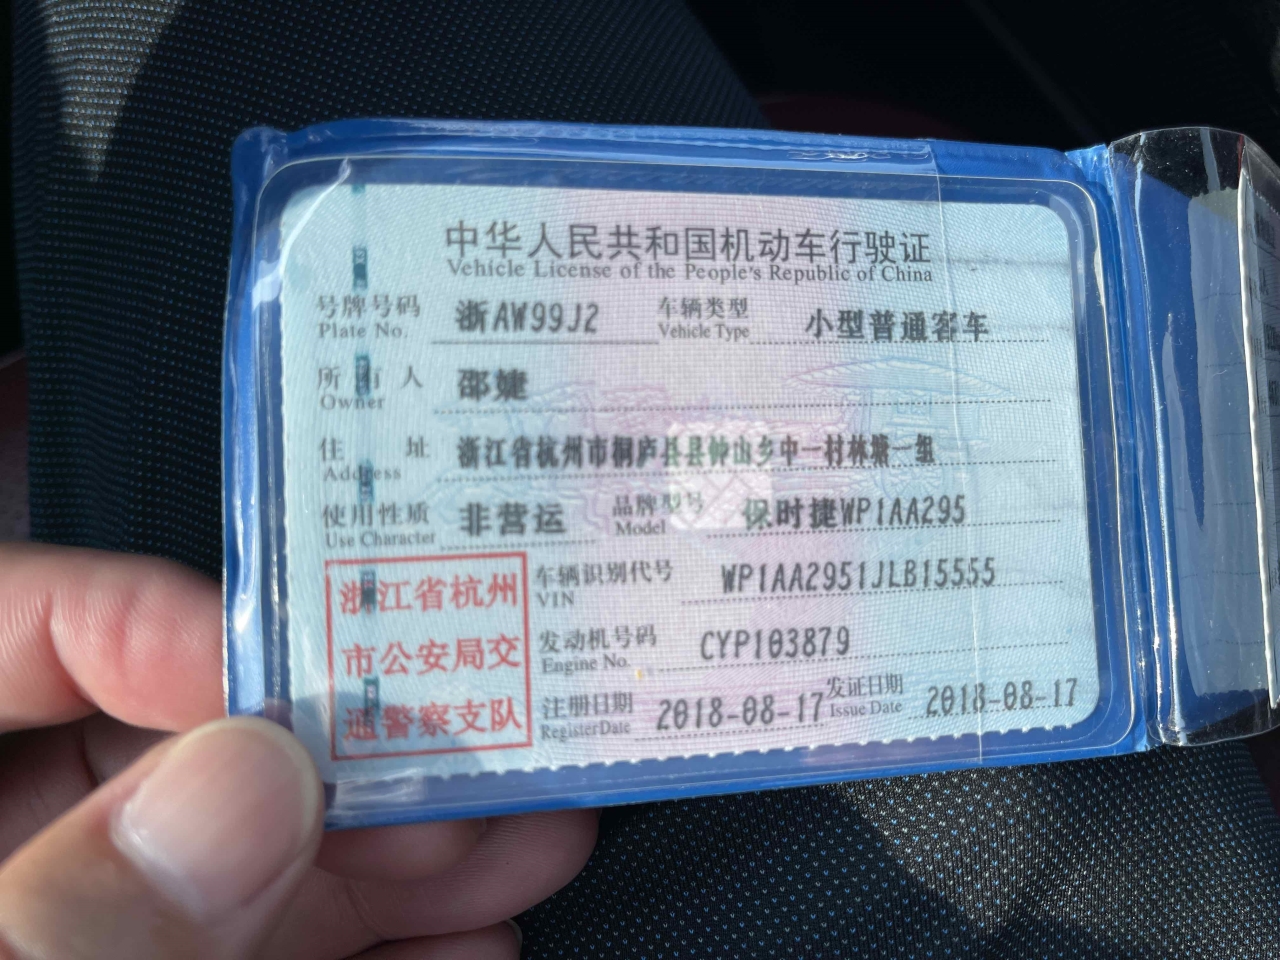 中华人民共和国机动车行驶证
Vehicle License of the People's Republic of China
号牌号码 浙AW99J2 车辆类型 小型普通客车
Plate No. Vehicle Type
所有人 邵婕
Owner
住址 浙江省杭州市桐庐县县钟山乡中一村林塘一组
Address
使用性质 非营运 品牌型号 保时捷WP1AA295
Use Character Model
浙江省杭州
市公安局交
通警察支队
车辆识别代号 WP1AA2951JLB15555
VIN
发动机号码 CYP103879
Engine No.
注册日期 2018-08-17 发证日期 2018-08-17
Register Date Issue Date